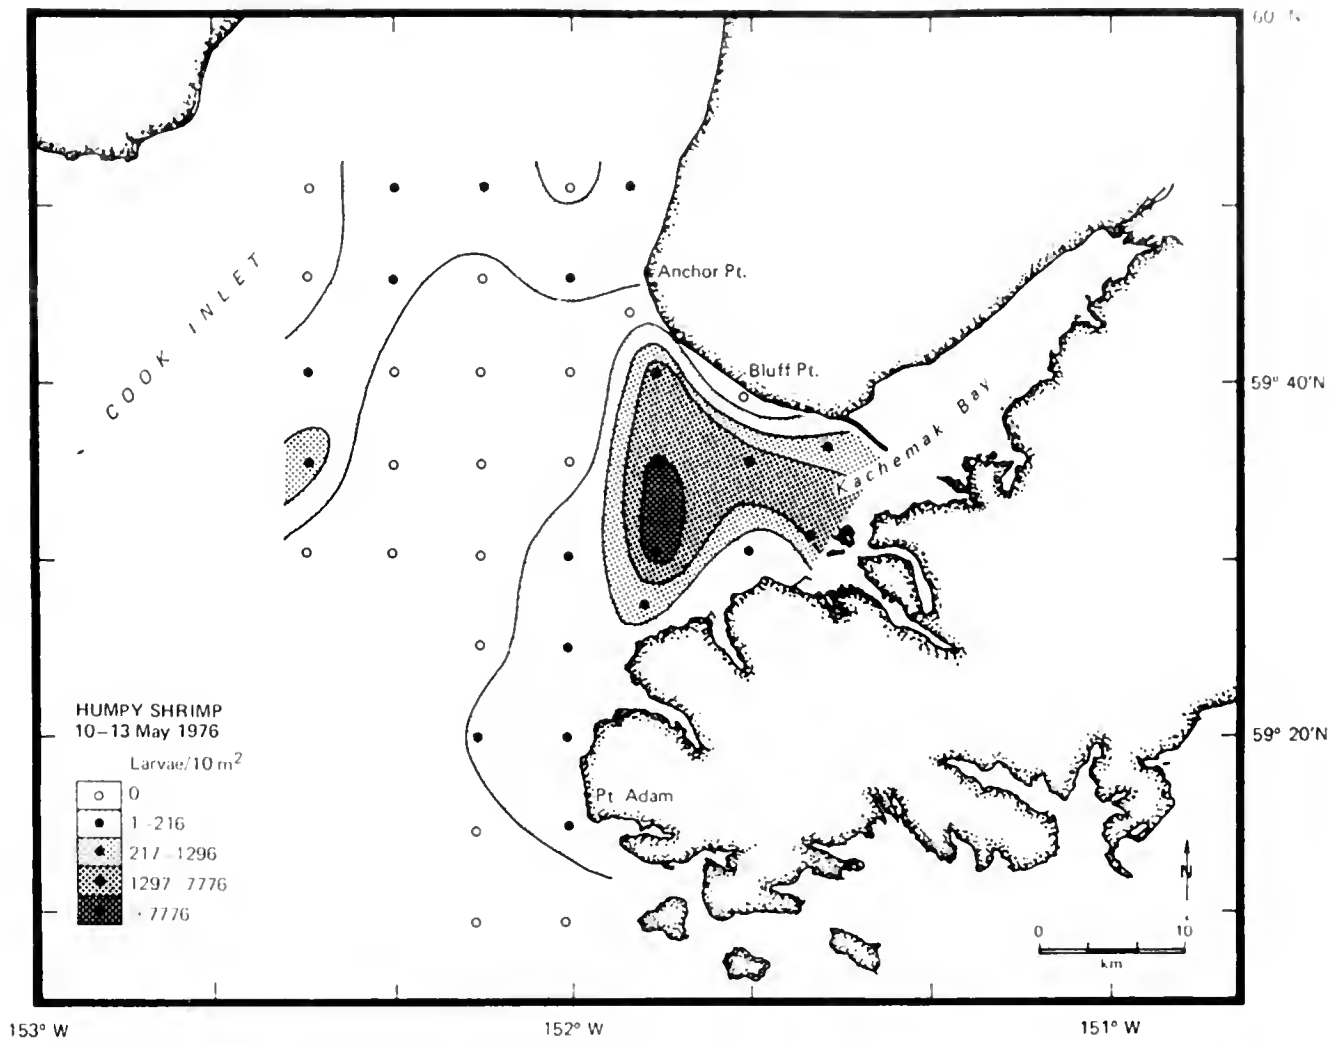 60° N
Anchor Pt.
COOK INLET
Bluff Pt.
59° 40'N
Kachemak Bay
HUMPY SHRIMP
10–13 May 1976
Larvae/10 m²
0
1-216
217-1296
1297-7776
7776
59° 20'N
Pt Adam
N
0 10
km
153° W 152° W 151° W